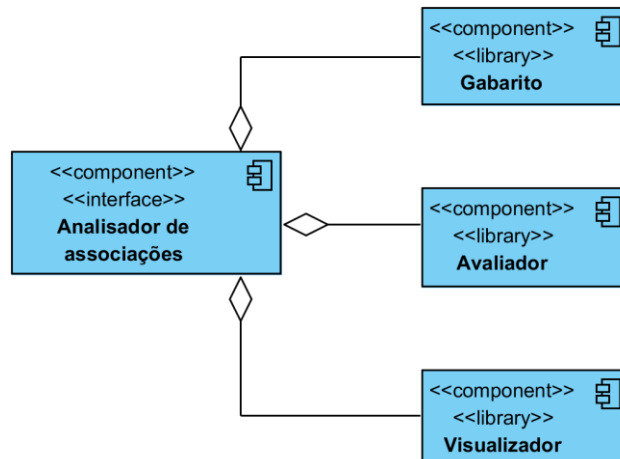 <<component>>
<<library>>
Gabarito
<<component>>
<<interface>>
Analisador de
associações
<<component>>
<<library>>
Avaliador
<<component>>
<<library>>
Visualizador